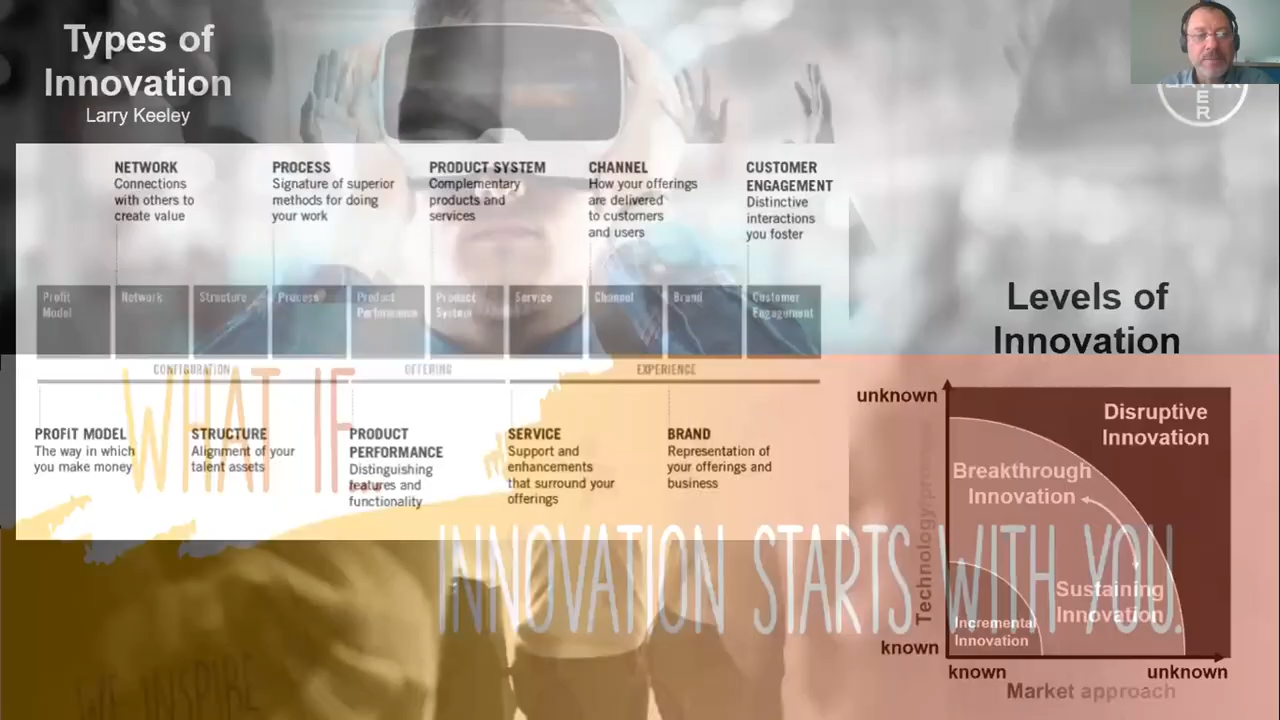 Types of
Innovation
Larry Keeley
NETWORK
Connections
with others to
create value
PROCESS
Signature of superior
methods for doing
your work
PRODUCT SYSTEM
Complementary
products and
services
CHANNEL
How your offerings
are delivered
to customers
and users
CUSTOMER
ENGAGEMENT
Distinctive
interactions
you foster
Profit
Model
Network
Structure
Process
Product
Performance
Product
System
Service
Channel
Brand
Customer
Engagement
CONFIGURATION
OFFERING
EXPERIENCE
PROFIT MODEL
The way in which
you make money
STRUCTURE
Alignment of your
talent assets
PRODUCT
PERFORMANCE
Distinguishing
features and
functionality
SERVICE
Support and
enhancements
that surround your
offerings
BRAND
Representation of
your offerings and
business
WHAT IF...
INNOVATION STARTS WITH YOU.
WE INSPIRE
BAYER
E
R
Levels of
Innovation
unknown
Disruptive
Innovation
Breakthrough
Innovation
Sustaining
Innovation
Incremental
Innovation
Technology
known
known
unknown
Market approach